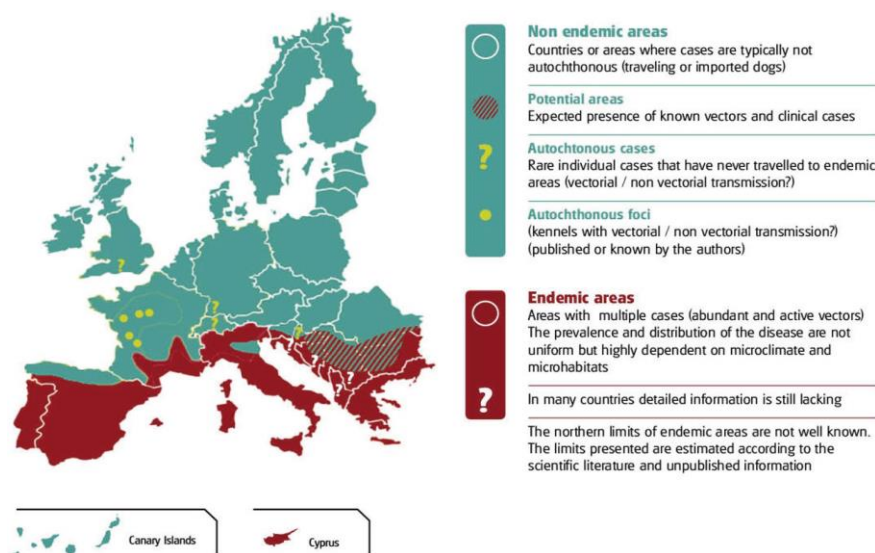 Non endemic areas
Countries or areas where cases are typically not
autochthonous (traveling or imported dogs)
Potential areas
Expected presence of known vectors and clinical cases
?
Autochtonous cases
Rare individual cases that have never travelled to endemic
areas (vectorial / non vectorial transmission?)
Autochthonous foci
(kennels with vectorial / non vectorial transmission?)
(published or known by the authors)
Endemic areas
Areas with multiple cases (abundant and active vectors)
The prevalence and distribution of the disease are not
uniform but highly dependent on microclimate and
microhabitats
?
In many countries detailed information is still lacking
The northern limits of endemic areas are not well known.
The limits presented are estimated according to the
scientific literature and unpublished information
?
?
?
?
?
?
Canary Islands
Cyprus